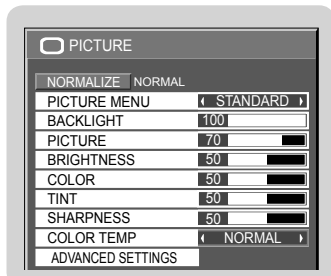 PICTURE
NORMALIZE NORMAL
PICTURE MENU STANDARD
BACKLIGHT 100
PICTURE 70
BRIGHTNESS 50
COLOR 50
TINT 50
SHARPNESS 50
COLOR TEMP NORMAL
ADVANCED SETTINGS